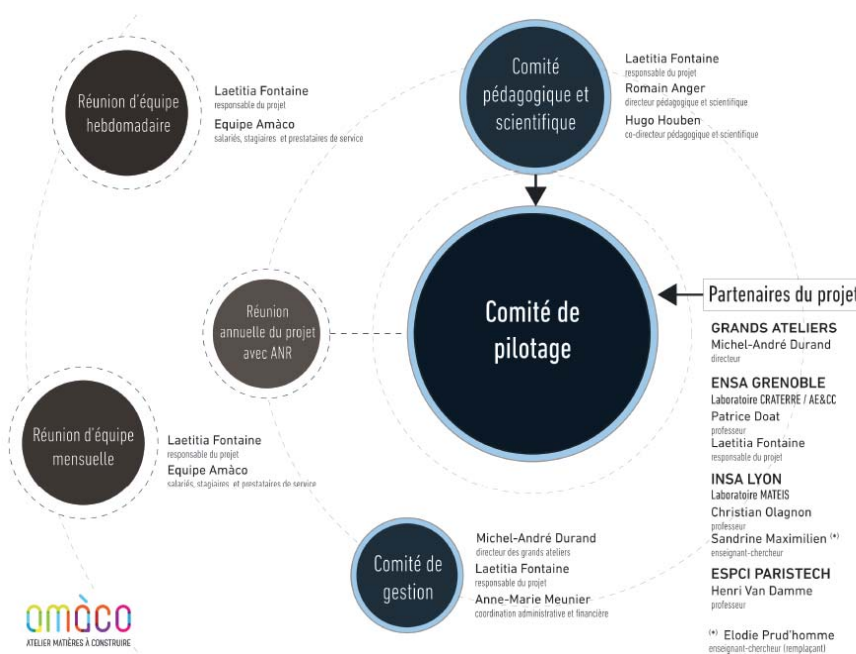 Réunion d'équipe
hebdomadaire
Laetitia Fontaine
responsable du projet
Equipe Amàco
salariés, stagiaires et prestataires de service
Comité
pédagogique et
scientifique
Laetitia Fontaine
responsable du projet
Romain Anger
directeur pédagogique et scientifique
Hugo Houben
co-directeur pédagogique et scientifique
Réunion
annuelle du projet
avec ANR
Comité de
pilotage
Partenaires du projet
GRANDS ATELIERS
Michel-André Durand
directeur
ENSA GRENOBLE
Laboratoire CRATERRE / AE&CC
Patrice Doat
professeur
Laetitia Fontaine
responsable du projet
INSA LYON
Laboratoire MATEIS
Christian Olagnon
professeur
Sandrine Maximilien (*)
enseignant-chercheur
ESPCI PARISTECH
Henri Van Damme
professeur
(*) Elodie Prud'homme
enseignant-chercheur (remplaçant)
Réunion d'équipe
mensuelle
Laetitia Fontaine
responsable du projet
Equipe Amàco
salariés, stagiaires et prestataires de service
Comité de
gestion
Michel-André Durand
directeur des grands ateliers
Laetitia Fontaine
responsable du projet
Anne-Marie Meunier
coordination administrative et financière
amàco
ATELIER MATIÈRES À CONSTRUIRE